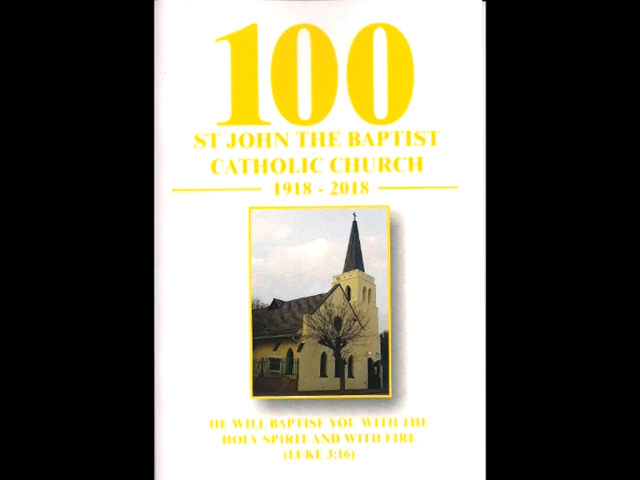 100
ST JOHN THE BAPTIST
CATHOLIC CHURCH
1918 - 2018
HE WILL BAPTISE YOU WITH THE
HOLY SPIRIT AND WITH FIRE
(LUKE 3:16)